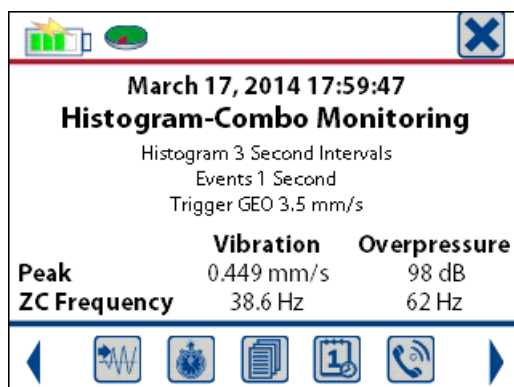 March 17, 2014 17:59:47
Histogram-Combo Monitoring
Histogram 3 Second Intervals
Events 1 Second
Trigger GEO 3.5 mm/s
Vibration Overpressure
Peak 0.449 mm/s 98 dB
ZC Frequency 38.6 Hz 62 Hz
1